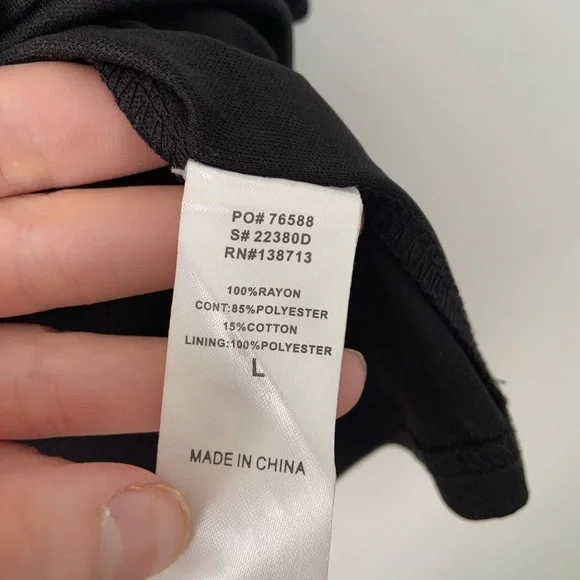 PO# 76588
S# 22380D
RN#138713
100%RAYON
CONT:85%POLYESTER
15%COTTON
LINING:100%POLYESTER
L
MADE IN CHINA